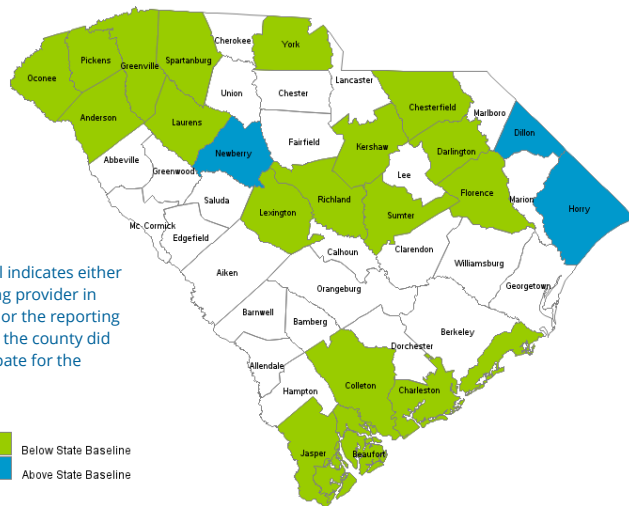 Cherokee
York
Spartanburg
Pickens
Greenville
Oconee
Lancaster
Union
Chester
Chesterfield
Marlboro
Anderson
Laurens
Dillon
Fairfield
Kershaw
Darlington
Newberry
Abbeville
Greenwood
Lee
Florence
Marion
Horry
Saluda
Richland
Lexington
Sumter
Mc Cormick
Edgefield
Calhoun
Clarendon
Williamsburg
Aiken
Georgetown
Orangeburg
Barnwell
Bamberg
Berkeley
Dorchester
Allendale
Hampton
Colleton
Charleston
Jasper
Beaufort
indicates either
provider in
or the reporting
the county did
for the
Below State Baseline
Above State Baseline